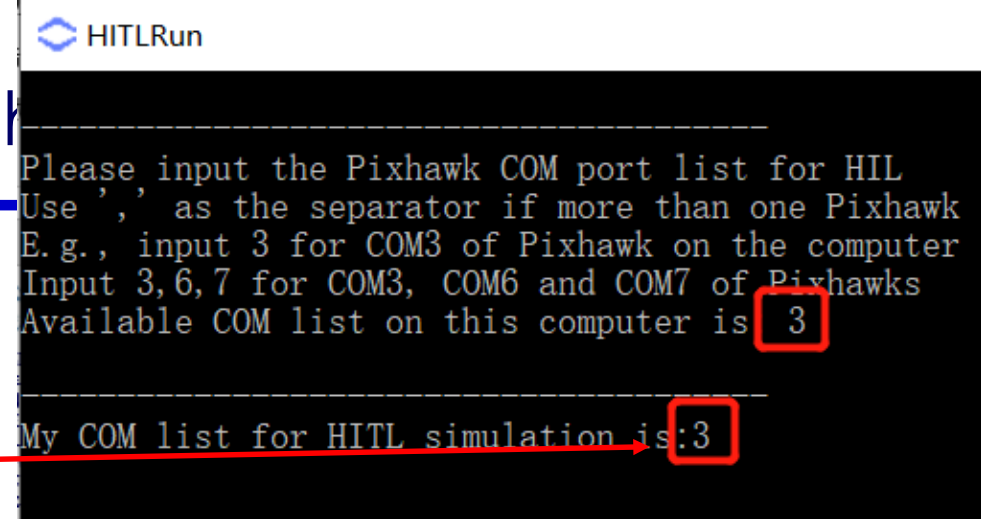 HITLRun
Please input the Pixhawk COM port list for HIL
Use ',' as the separator if more than one Pixhawk
E.g., input 3 for COM3 of Pixhawk on the computer
Input 3,6,7 for COM3, COM6 and COM7 of Pixhawks
Available COM list on this computer is 3
My COM list for HITL simulation is:3